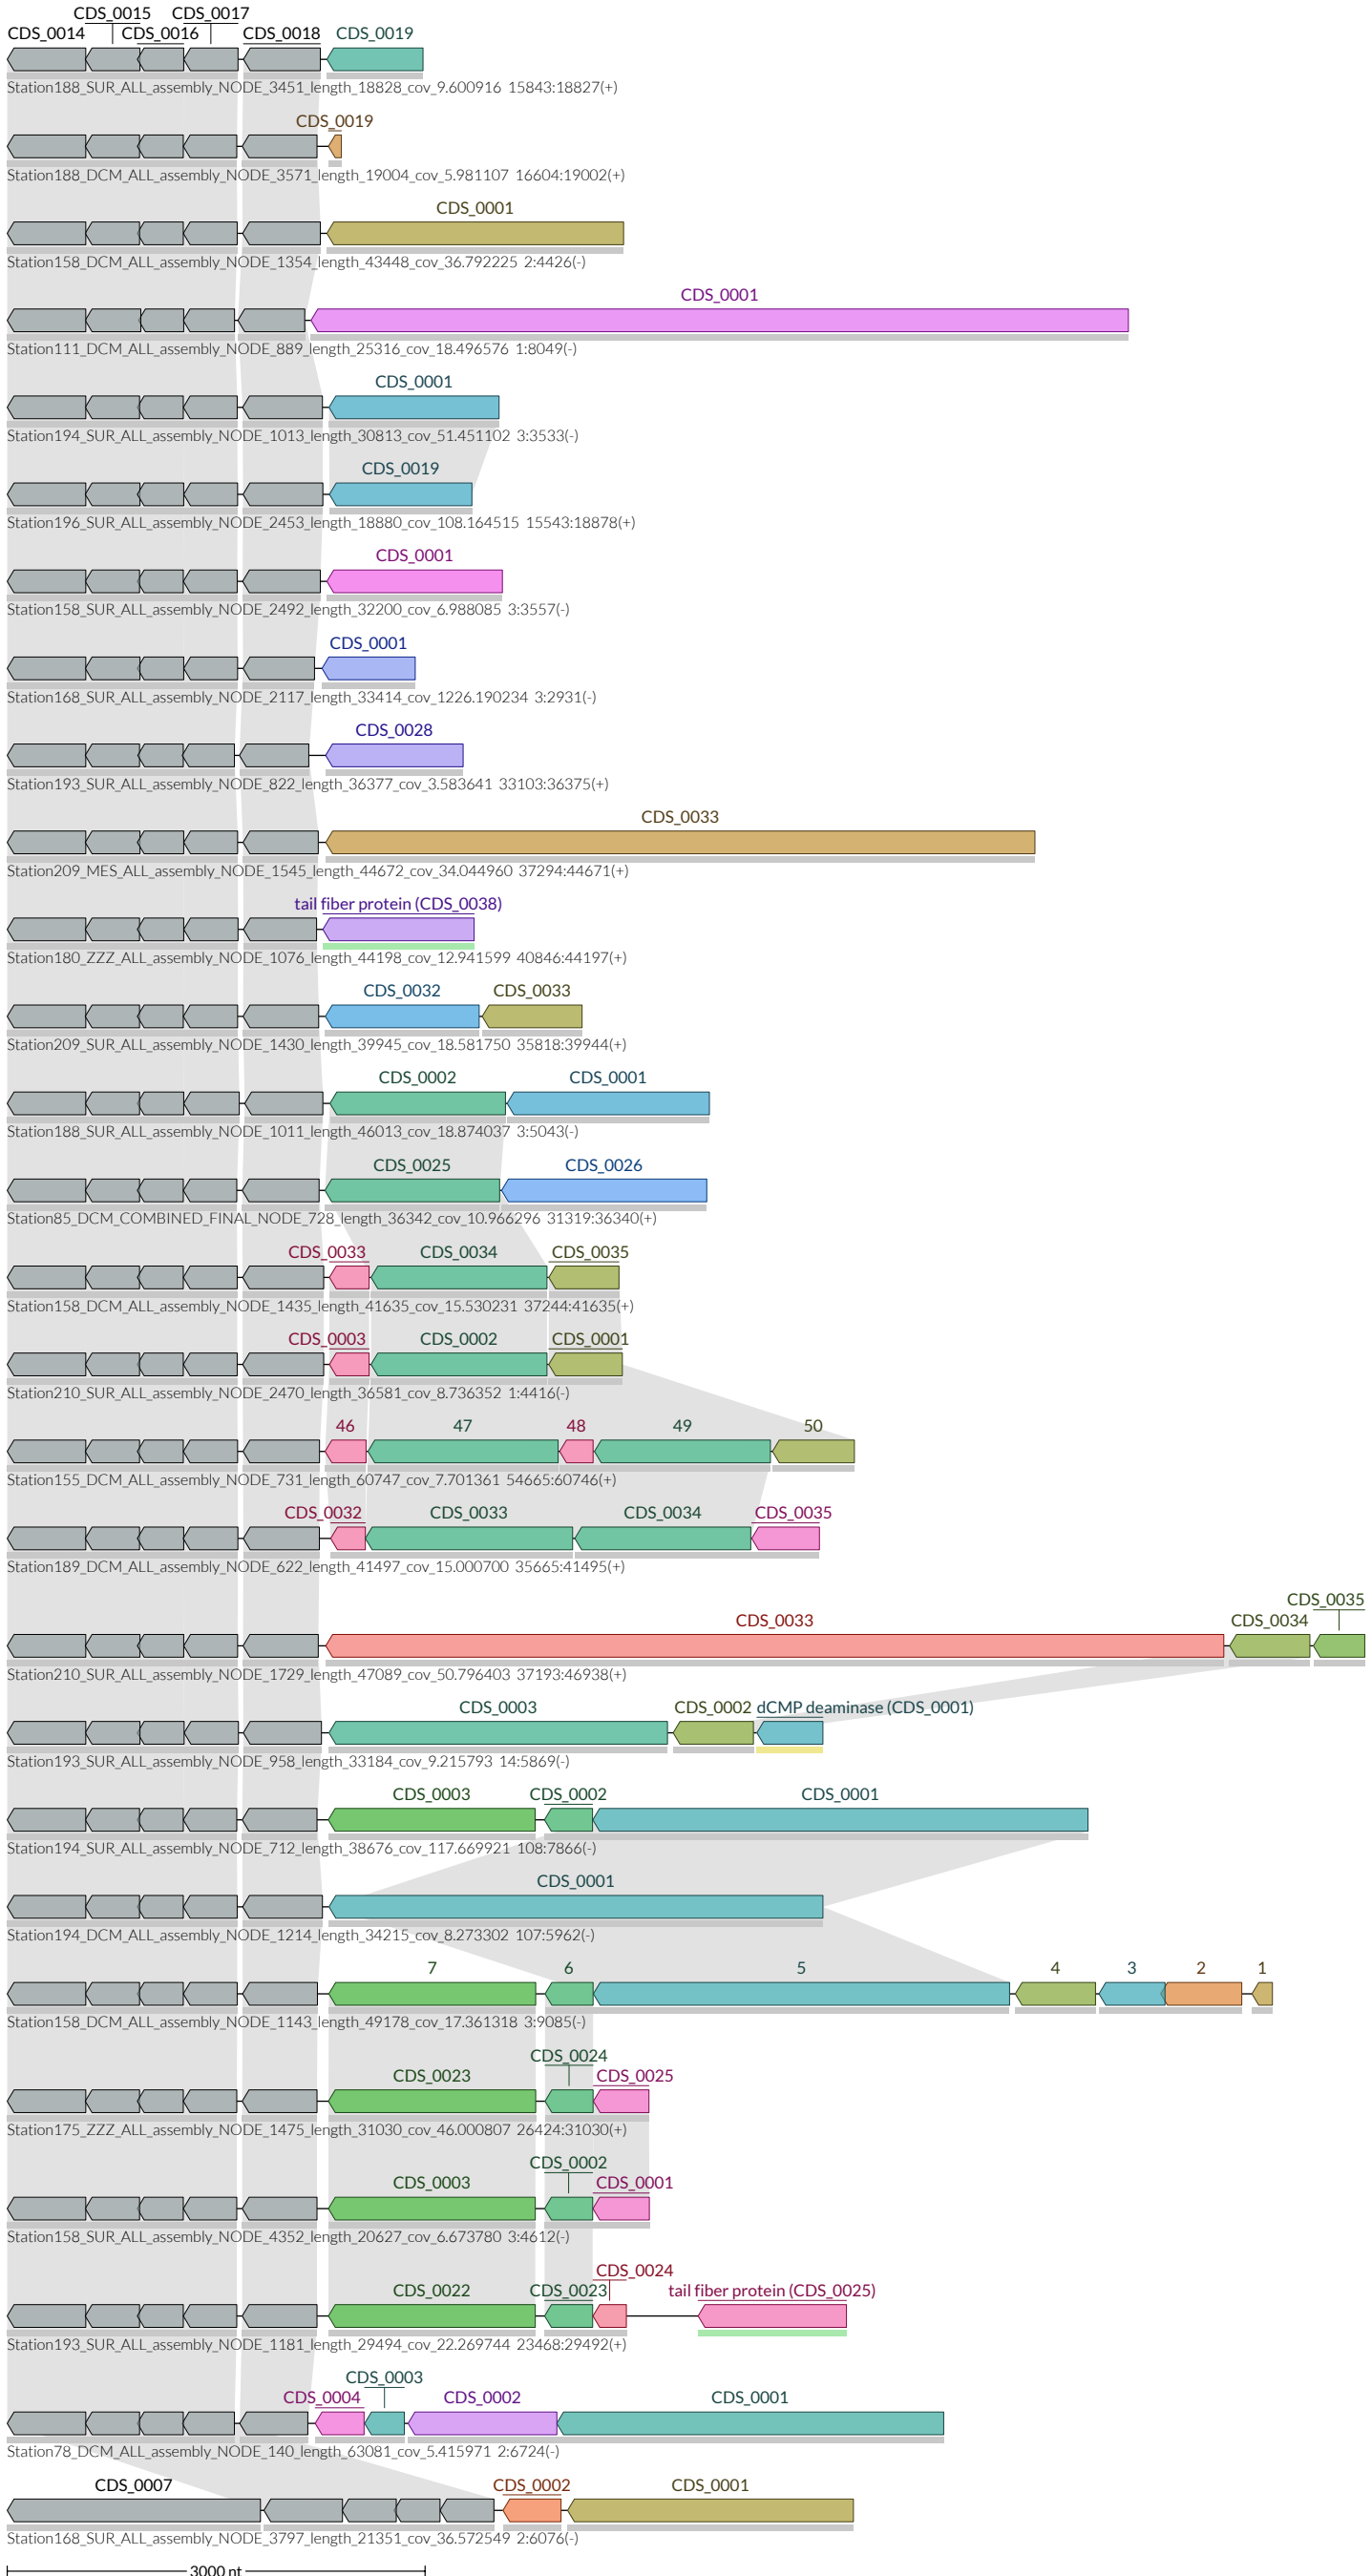 CDS_0015 CDS_0017
CDS_0014 CDS_0016 CDS_0018 CDS_0019
Station188_SUR_ALL_assembly_NODE_3451_length_18828_cov_9.600916 15843:18827(+)
CDS_0019
Station188_DCM_ALL_assembly_NODE_3571_length_19004_cov_5.981107 16604:19002(+)
CDS_0001
Station158_DCM_ALL_assembly_NODE_1354_length_43448_cov_36.792225 2:4426(-)
CDS_0001
Station111_DCM_ALL_assembly_NODE_889_length_25316_cov_18.496576 1:8049(-)
CDS_0001
Station194_SUR_ALL_assembly_NODE_1013_length_30813_cov_51.451102 3:3533(-)
CDS_0019
Station196_SUR_ALL_assembly_NODE_2453_length_18880_cov_108.164515 15543:18878(+)
CDS_0001
Station158_SUR_ALL_assembly_NODE_2492_length_32200_cov_6.988085 3:3557(-)
CDS_0001
Station168_SUR_ALL_assembly_NODE_2117_length_33414_cov_1226.190234 3:2931(-)
CDS_0028
Station193_SUR_ALL_assembly_NODE_822_length_36377_cov_3.583641 33103:36375(+)
CDS_0033
Station209_MES_ALL_assembly_NODE_1545_length_44672_cov_34.044960 37294:44671(+)
tail fiber protein (CDS_0038)
Station180_ZZZ_ALL_assembly_NODE_1076_length_44198_cov_12.941599 40846:44197(+)
CDS_0032 CDS_0033
Station209_SUR_ALL_assembly_NODE_1430_length_39945_cov_18.581750 35818:39944(+)
CDS_0002 CDS_0001
Station188_SUR_ALL_assembly_NODE_1011_length_46013_cov_18.874037 3:5043(-)
CDS_0025 CDS_0026
Station85_DCM_COMBINED_FINAL_NODE_728_length_36342_cov_10.966296 31319:36340(+)
CDS_0033 CDS_0034 CDS_0035
Station158_DCM_ALL_assembly_NODE_1435_length_41635_cov_15.530231 37244:41635(+)
CDS_0003 CDS_0002 CDS_0001
Station210_SUR_ALL_assembly_NODE_2470_length_36581_cov_8.736352 1:4416(-)
46 47 48 49 50
Station155_DCM_ALL_assembly_NODE_731_length_60747_cov_7.701361 54665:60746(+)
CDS_0032 CDS_0033 CDS_0034 CDS_0035
Station189_DCM_ALL_assembly_NODE_622_length_41497_cov_15.000700 35665:41495(+)
CDS_0035
CDS_0033 CDS_0034
Station210_SUR_ALL_assembly_NODE_1729_length_47089_cov_50.796403 37193:46938(+)
CDS_0003 CDS_0002 dCMP deaminase (CDS_0001)
Station193_SUR_ALL_assembly_NODE_958_length_33184_cov_9.215793 14:5869(-)
CDS_0003 CDS_0002 CDS_0001
Station194_SUR_ALL_assembly_NODE_712_length_38676_cov_117.669921 108:7866(-)
CDS_0001
Station194_DCM_ALL_assembly_NODE_1214_length_34215_cov_8.273302 107:5962(-)
7 6 5 4 3 2 1
Station158_DCM_ALL_assembly_NODE_1143_length_49178_cov_17.361318 3:9085(-)
CDS_0024
CDS_0023 CDS_0025
Station175_ZZZ_ALL_assembly_NODE_1475_length_31030_cov_46.000807 26424:31030(+)
CDS_0002
CDS_0003 CDS_0001
Station158_SUR_ALL_assembly_NODE_4352_length_20627_cov_6.673780 3:4612(-)
CDS_0024
CDS_0022 CDS_0023 tail fiber protein (CDS_0025)
Station193_SUR_ALL_assembly_NODE_1181_length_29494_cov_22.269744 23468:29492(+)
CDS_0003
CDS_0004 CDS_0002 CDS_0001
Station78_DCM_ALL_assembly_NODE_140_length_63081_cov_5.415971 2:6724(-)
CDS_0007 CDS_0002 CDS_0001
Station168_SUR_ALL_assembly_NODE_3797_length_21351_cov_36.572549 2:6076(-)
3000 nt